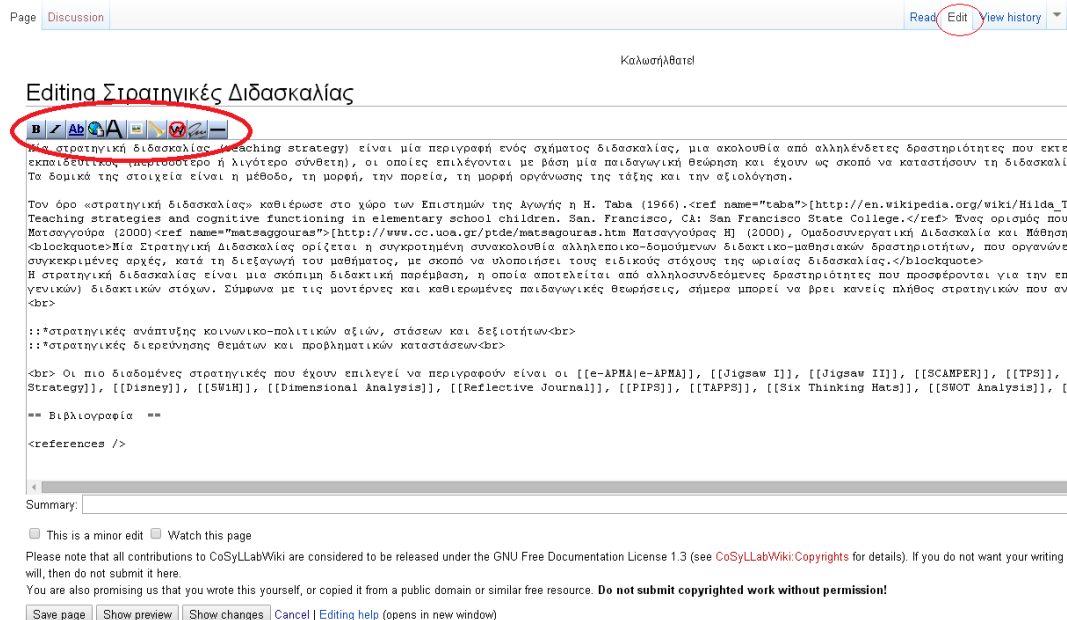 Page Discussion Read Edit View history
Καλωσήλθατε!
Editing Στρατηγικές Διδασκαλίας
B I Ab A W
Μία στρατηγική διδασκαλίας (teaching strategy) είναι μία περιγραφή ενός σχήματος διδασκαλίας, μια ακολουθία από αλληλένδετες δραστηριότητες που εκτε
εκπαιδευτικός (περισσότερο ή λιγότερο σύνθετη), οι οποίες επιλέγονται με βάση μία παιδαγωγική θεώρηση και έχουν ως σκοπό να καταστήσουν τη διδασκαλί
Τα δομικά της στοιχεία είναι η μέθοδο, τη μορφή, την πορεία, τη μορφή οργάνωσης της τάξης και την αξιολόγηση.
Τον όρο «στρατηγική διδασκαλίας» καθιέρωσε στο χώρο των Επιστημών της Αγωγής η H. Taba (1966).<ref name="taba">[http://en.wikipedia.org/wiki/Hilda_T
Teaching strategies and cognitive functioning in elementary school children. San. Francisco, CA: San Francisco State College.</ref> Ένας ορισμός που
Ματσαγγούρα (2000)<ref name="matsaggouras">[http://www.cc.uoa.gr/ptde/matsagouras.htm Ματσαγγούρας Η] (2000), Ομαδοσυνεργατική Διδασκαλία και Μάθηση
<blockquote>Μία Στρατηγική Διδασκαλίας ορίζεται η συγκροτημένη συνακολουθία αλληλεποικο-δομούμενων διδακτικο-μαθησιακών δραστηριοτήτων, που οργανώνε
συγκεκριμένες αρχές, κατά τη διεξαγωγή του μαθήματος, με σκοπό να υλοποιήσει τους ειδικούς στόχους της ωριαίας διδασκαλίας.</blockquote>
Η στρατηγική διδασκαλίας είναι μια σκόπιμη διδακτική παρέμβαση, η οποία αποτελείται από αλληλοσυνδεόμενες δραστηριότητες που προσφέρονται για την επ
γενικών) διδακτικών στόχων. Σύμφωνα με τις μοντέρνες και καθιερωμένες παιδαγωγικές θεωρήσεις, σήμερα μπορεί να βρει κανείς πλήθος στρατηγικών που αν
<br>
::*στρατηγικές ανάπτυξης κοινωνικο-πολιτικών αξιών, στάσεων και δεξιοτήτων<br>
::*στρατηγικές διερεύνησης θεμάτων και προβληματικών καταστάσεων<br>
<br> Οι πιο διαδομένες στρατηγικές που έχουν επιλεγεί να περιγραφούν είναι οι [[e-APMA|e-APMA]], [[Jigsaw I]], [[Jigsaw II]], [[SCAMPER]], [[TPS]],
Strategy]], [[Disney]], [[5W1H]], [[Dimensional Analysis]], [[Reflective Journal]], [[PIPS]], [[TAPPS]], [[Six Thinking Hats]], [[SWOT Analysis]], [
== Βιβλιογραφία ==
<references />
Summary:
This is a minor edit Watch this page
Please note that all contributions to CoSyLLabWiki are considered to be released under the GNU Free Documentation License 1.3 (see CoSyLLabWiki:Copyrights for details). If you do not want your writing
will, then do not submit it here.
You are also promising us that you wrote this yourself, or copied it from a public domain or similar free resource. Do not submit copyrighted work without permission!
Save page Show preview Show changes Cancel | Editing help (opens in new window)